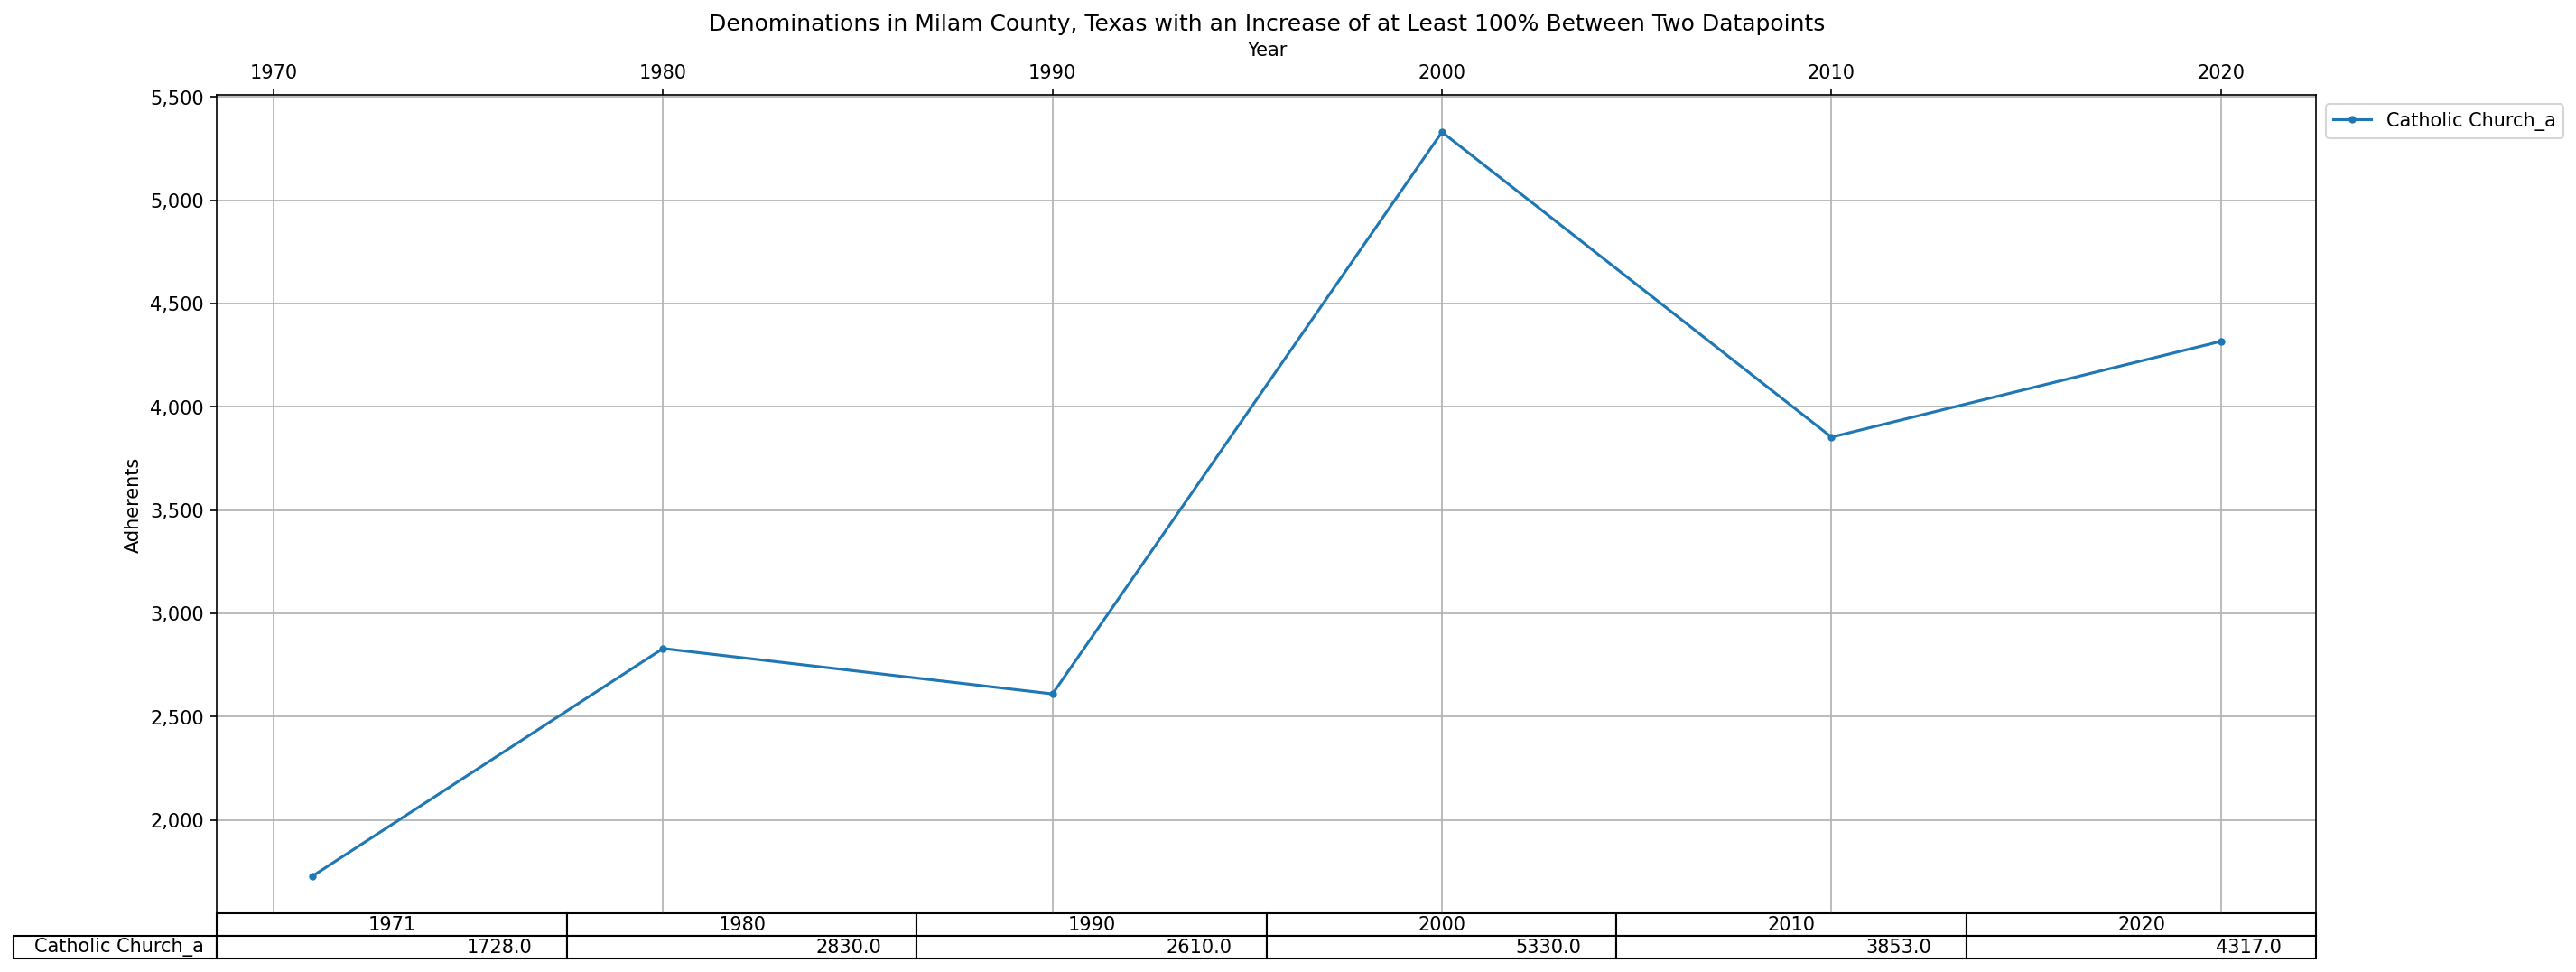 Denominations in Milam County, Texas with an Increase of at Least 100% Between Two Datapoints
Year
1970 1980 1990 2000 2010 2020
5,500
Catholic Church_a
5,000
4,500
4,000
3,500
Adherents
3,000
2,500
2,000
1971 1980 1990 2000 2010 2020
Catholic Church_a 1728.0 2830.0 2610.0 5330.0 3853.0 4317.0